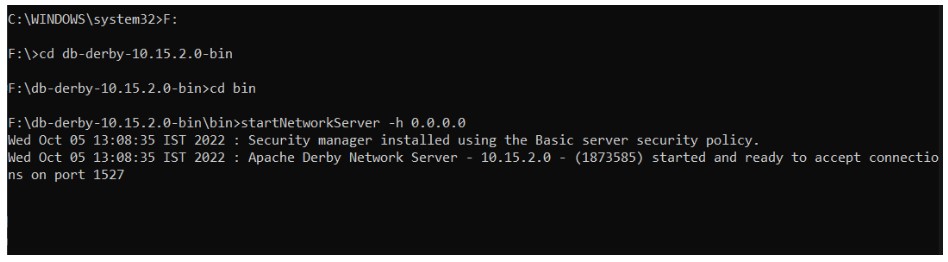 C:\WINDOWS\system32>F:
F:\>cd db-derby-10.15.2.0-bin
F:\db-derby-10.15.2.0-bin>cd bin
F:\db-derby-10.15.2.0-bin\bin>startNetworkServer -h 0.0.0.0
Wed Oct 05 13:08:35 IST 2022 : Security manager installed using the Basic server security policy.
Wed Oct 05 13:08:35 IST 2022 : Apache Derby Network Server - 10.15.2.0 - (1873585) started and ready to accept connectio
ns on port 1527